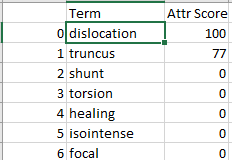 Term Attr Score
0 dislocation 100
1 truncus 77
2 shunt 0
3 torsion 0
4 healing 0
5 isointense 0
6 focal 0